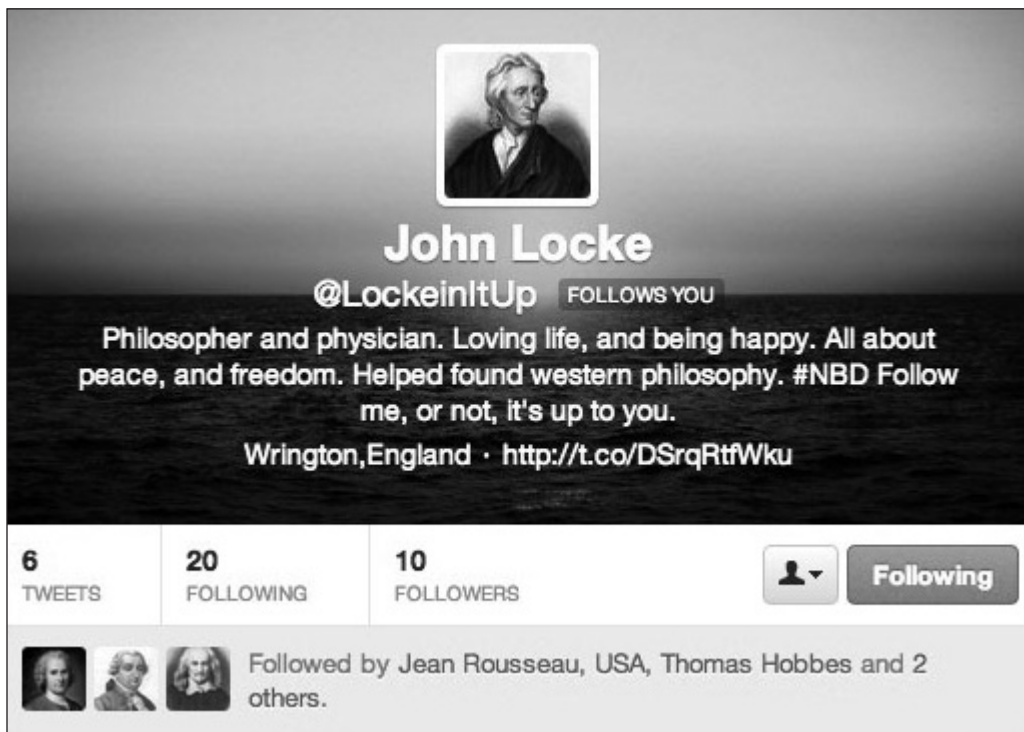 John Locke
@LockeinItUp FOLLOWS YOU
Philosopher and physician. Loving life, and being happy. All about
peace, and freedom. Helped found western philosophy. #NBD Follow
me, or not, it's up to you.
Wrington,England · http://t.co/DSrqRtfWku
6 20 10
TWEETS FOLLOWING FOLLOWERS
Following
Followed by Jean Rousseau, USA, Thomas Hobbes and 2
others.